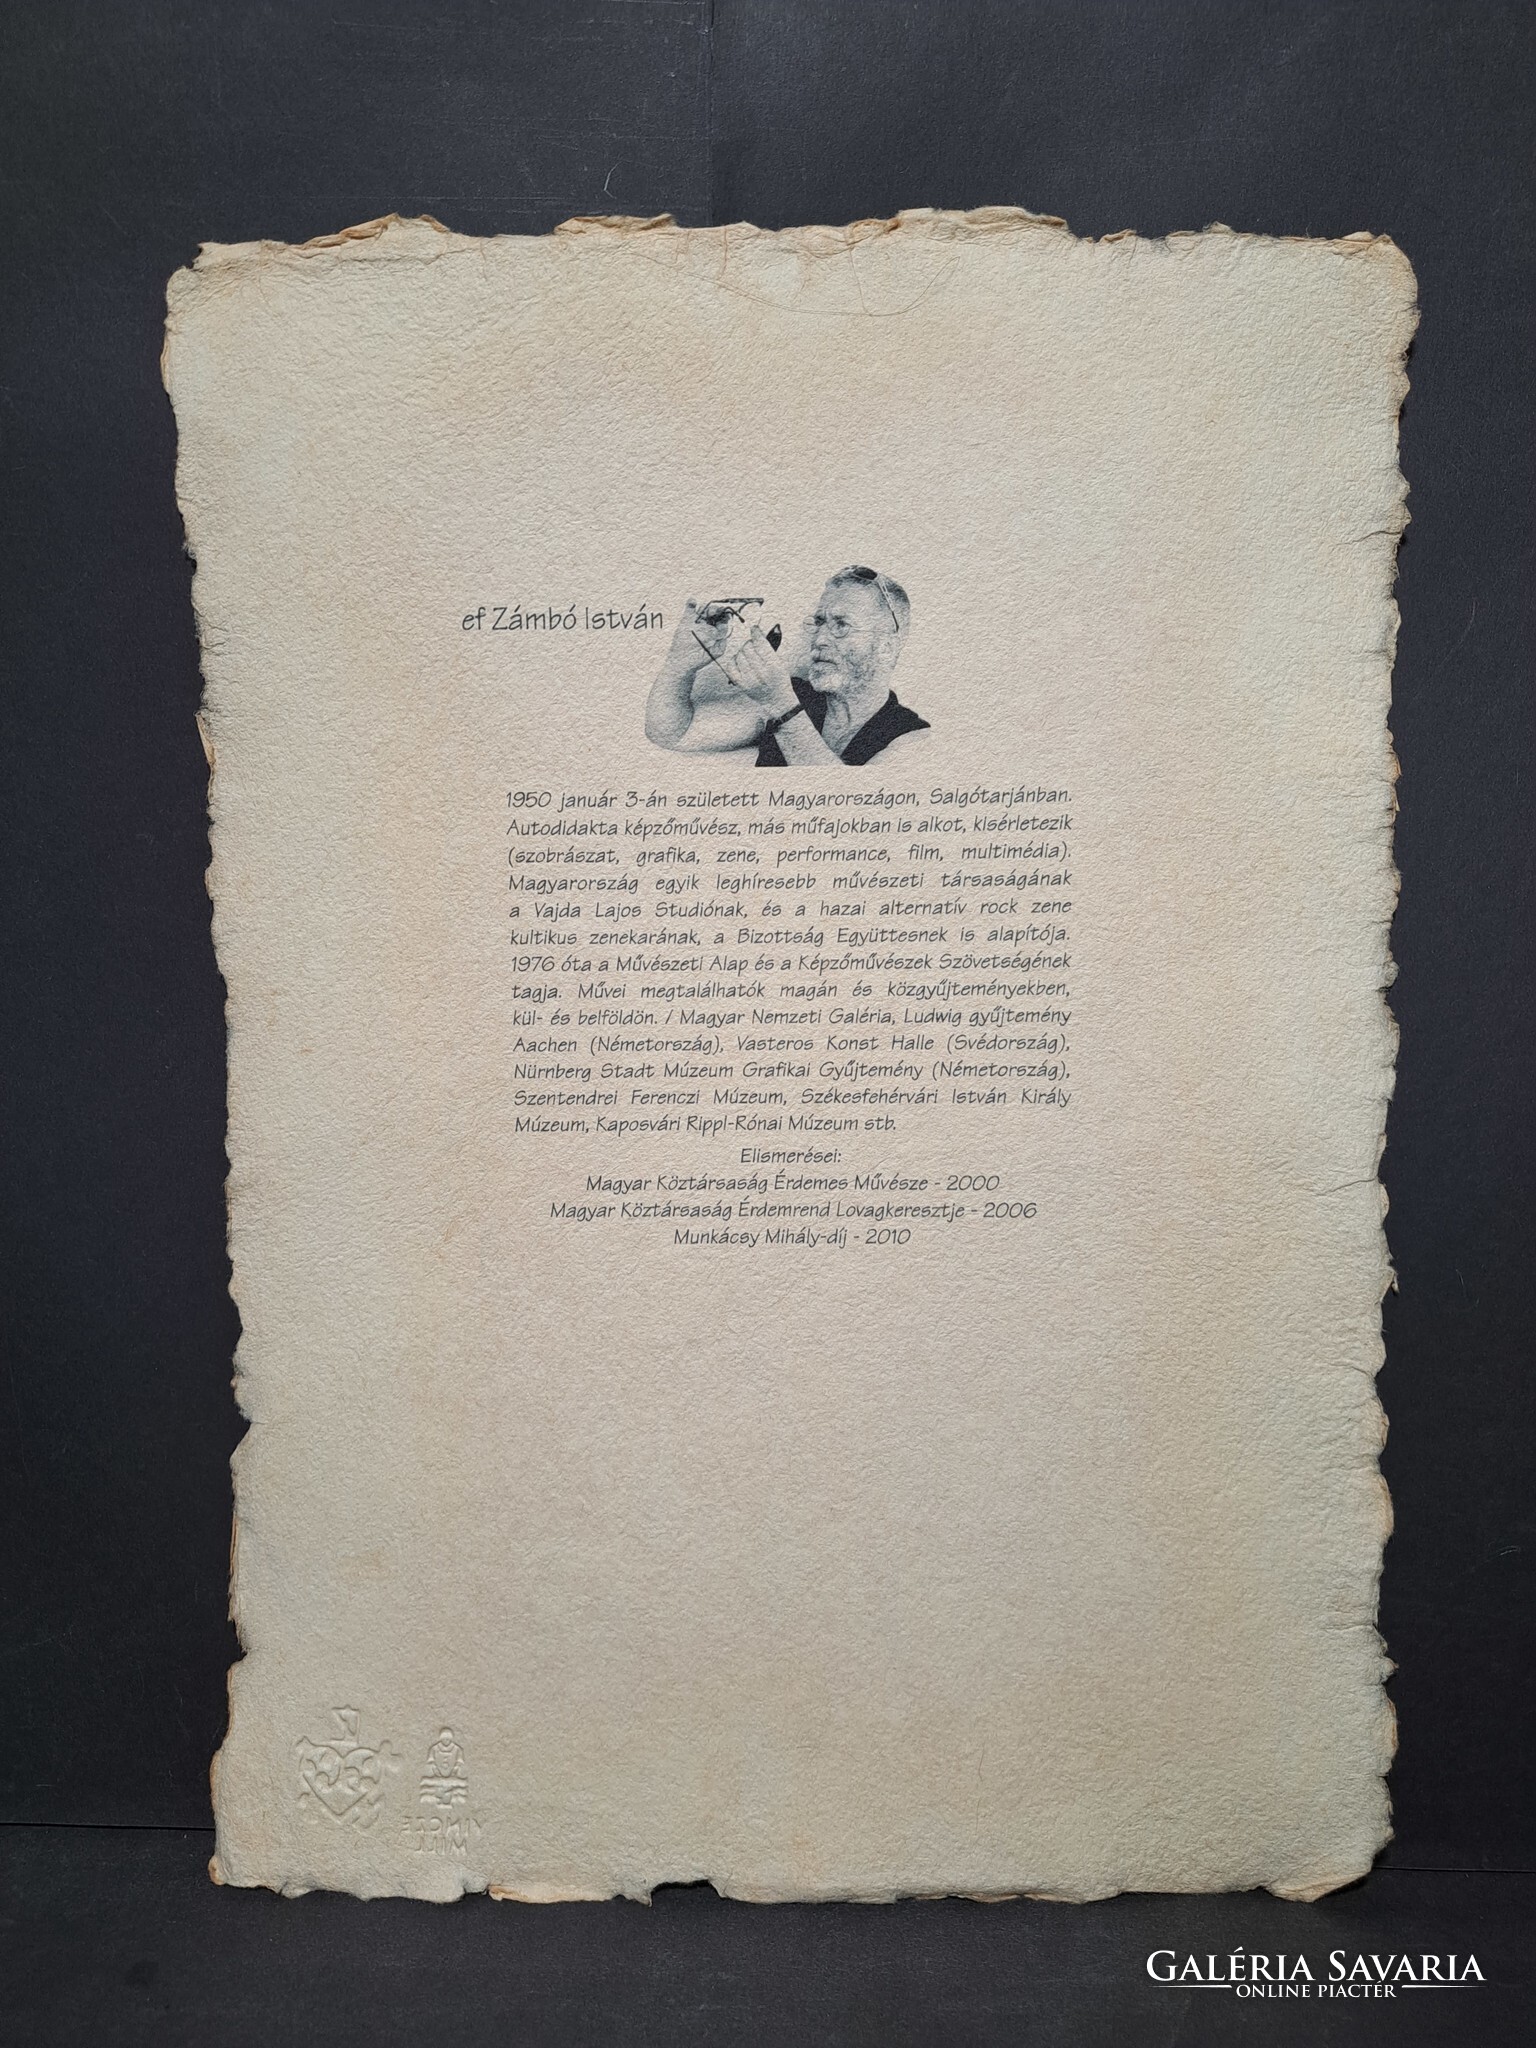 ef Zámbó István
1950 január 3-án született Magyarországon, Salgótarjánban.
Autodidakta képzőművész, más műfajokban is alkot, kisérletezik
(szobrászat, grafika, zene, performance, film, multimédia).
Magyarország egyik leghíresebb művészeti társaságának
a Vajda Lajos Studiónak, és a hazai alternatív rock zene
kultikus zenekarának, a Bizottság Együttesnek is alapítója.
1976 óta a Művészeti Alap és a Képzőművészek Szövetségének
tagja. Művei megtalálhatók magán és közgyűjteményekben,
kül- és belföldön. / Magyar Nemzeti Galéria, Ludwig gyűjtemény
Aachen (Németország), Vasteros Konst Halle (Svédország),
Nürnberg Stadt Múzeum Grafikai Gyűjtemény (Németország),
Szentendrei Ferenczi Múzeum, Székesfehérvári István Király
Múzeum, Kaposvári Rippl-Rónai Múzeum stb.
Elismerései:
Magyar Köztársaság Érdemes Művésze - 2000
Magyar Köztársaság Érdemrend Lovagkeresztje - 2006
Munkácsy Mihály-díj - 2010
VINCZE
MILL
GALÉRIA SAVARIA
ONLINE PIACTÉR